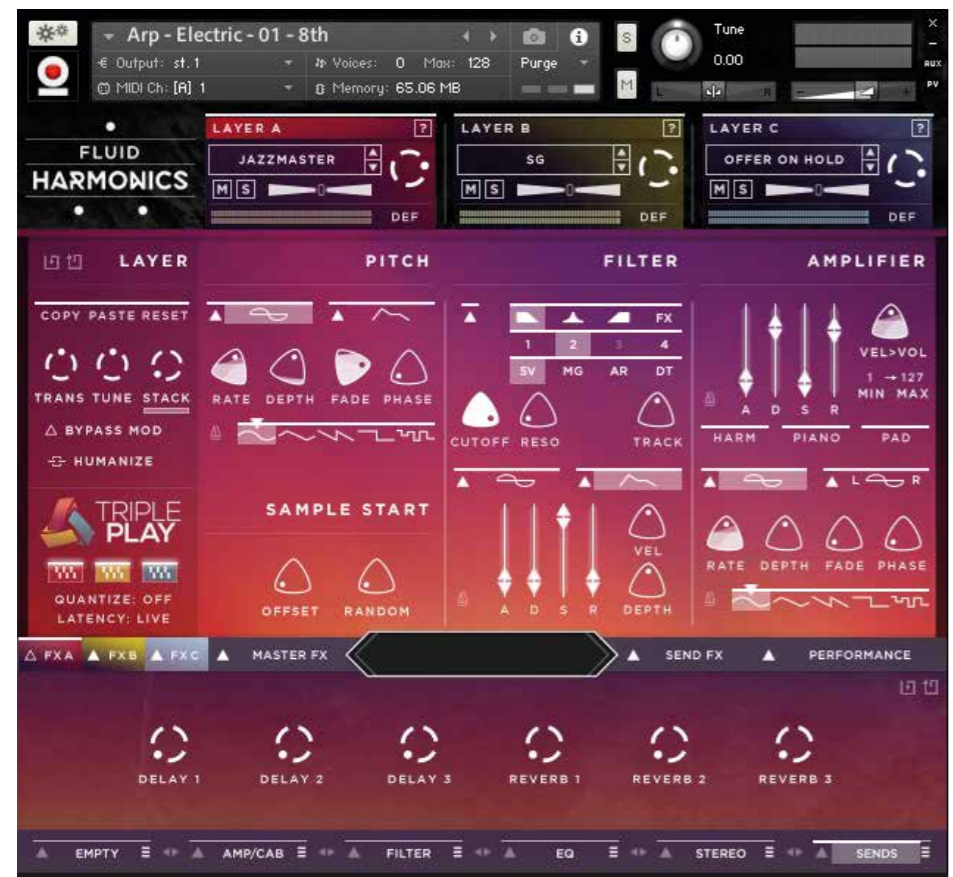 Arp - Electric - 01 - 8th
Output: st.1
Voices: 0 Max: 128
Purge
MIDI Ch: [A] 1
Memory: 65.06 MB
S
M
Tune
0.00
L R
- +
×
–
AUX
PV
FLUID
HARMONICS
LAYER A ?
JAZZMASTER
M S
DEF
LAYER B ?
SG
M S
DEF
LAYER C ?
OFFER ON HOLD
M S
DEF
LAYER
COPY PASTE RESET
TRANS TUNE STACK
BYPASS MOD
HUMANIZE
TRIPLE
PLAY
QUANTIZE: OFF
LATENCY: LIVE
PITCH
RATE DEPTH FADE PHASE
SAMPLE START
OFFSET RANDOM
FILTER
FX
1 2 3 4
SV MG AR DT
CUTOFF RESO TRACK
VEL
A D S R DEPTH
AMPLIFIER
VEL>VOL
1 → 127
MIN MAX
A D S R
HARM PIANO PAD
L R
RATE DEPTH FADE PHASE
FX A FX B FX C MASTER FX SEND FX PERFORMANCE
DELAY 1 DELAY 2 DELAY 3 REVERB 1 REVERB 2 REVERB 3
EMPTY AMP/CAB FILTER EQ STEREO SENDS